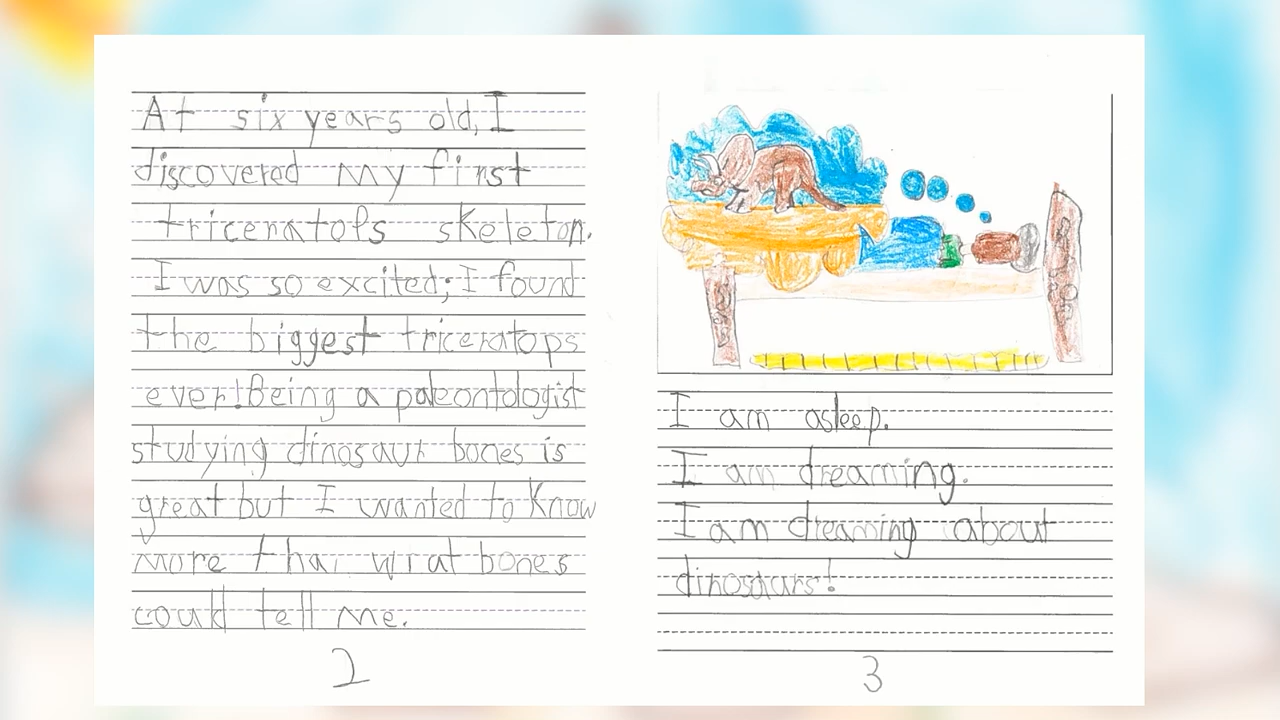 At six years old, I
discovered my first
triceratops skeleton.
I was so excited; I found
the biggest triceratops
ever! Being a paleontologist
studying dinosaur bones is
great but I wanted to know
more than wrat bones
could tell me.
2
I am asleep.
I am dreaming.
I am dreaming about
dinosaurs!
3